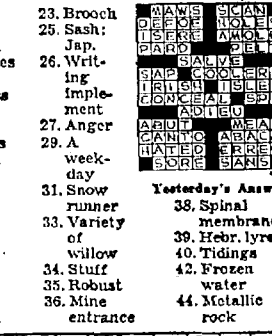 23. Brooch
25. Sash:
Jap.
26. Writ-
ing
imple-
ment
27. Anger
29. A
week-
day
31. Snow
runner
33. Variety
of
willow
34. Stuff
35. Robust
36. Mine
entrance
MAWS SCAN
DEFOE HOLE
ISERE AMOL
PARD PEL
SALVE
SAP COOLER
IRISH ISLE
CONCEAL SP
ADIEU
ABUT MEA
CANTO ABAC
HATED ERRE
SORE SANS
Yesterday's Answ
38. Spinal
membran
39. Hebr. lyre
40. Tidings
42. Frozen
water
44. Metallic
rock